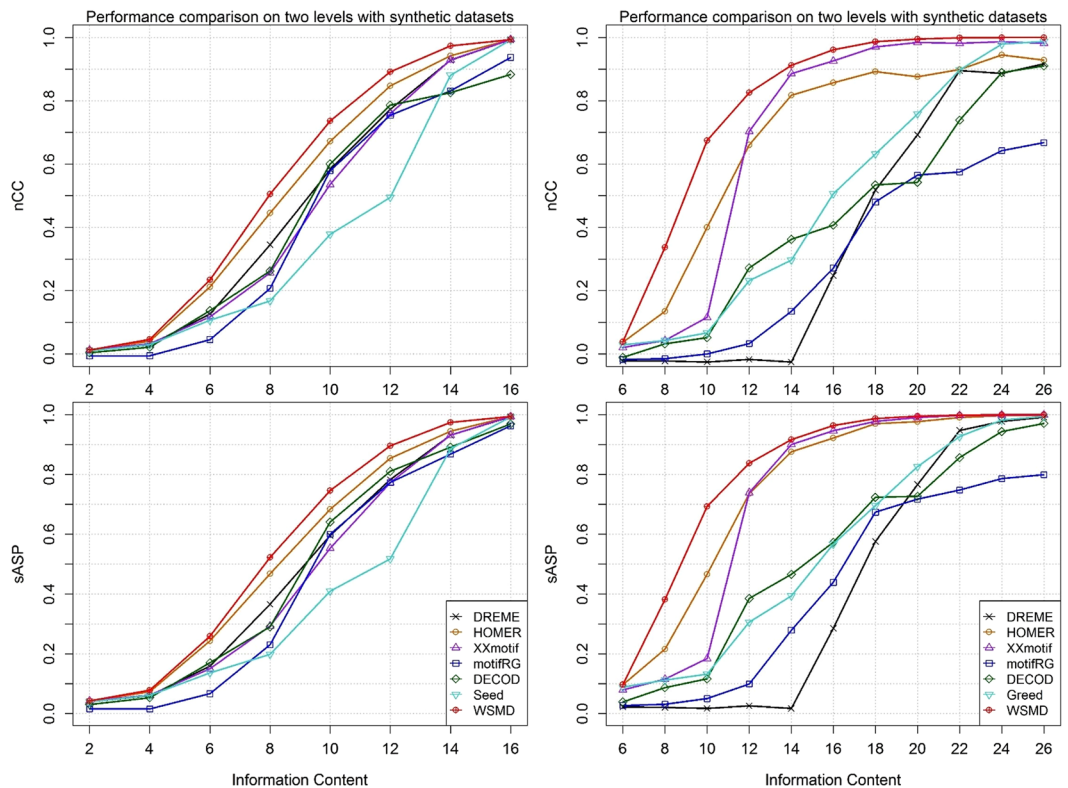 Performance comparison on two levels with synthetic datasets
nCC
0.0 0.2 0.4 0.6 0.8 1.0
2 4 6 8 10 12 14 16
Performance comparison on two levels with synthetic datasets
nCC
0.0 0.2 0.4 0.6 0.8 1.0
6 8 10 12 14 16 18 20 22 24 26
sASP
0.0 0.2 0.4 0.6 0.8 1.0
DREME
HOMER
XXmotif
motifRG
DECOD
Seed
WSMD
2 4 6 8 10 12 14 16
Information Content
sASP
0.0 0.2 0.4 0.6 0.8 1.0
DREME
HOMER
XXmotif
motifRG
DECOD
Greed
WSMD
6 8 10 12 14 16 18 20 22 24 26
Information Content